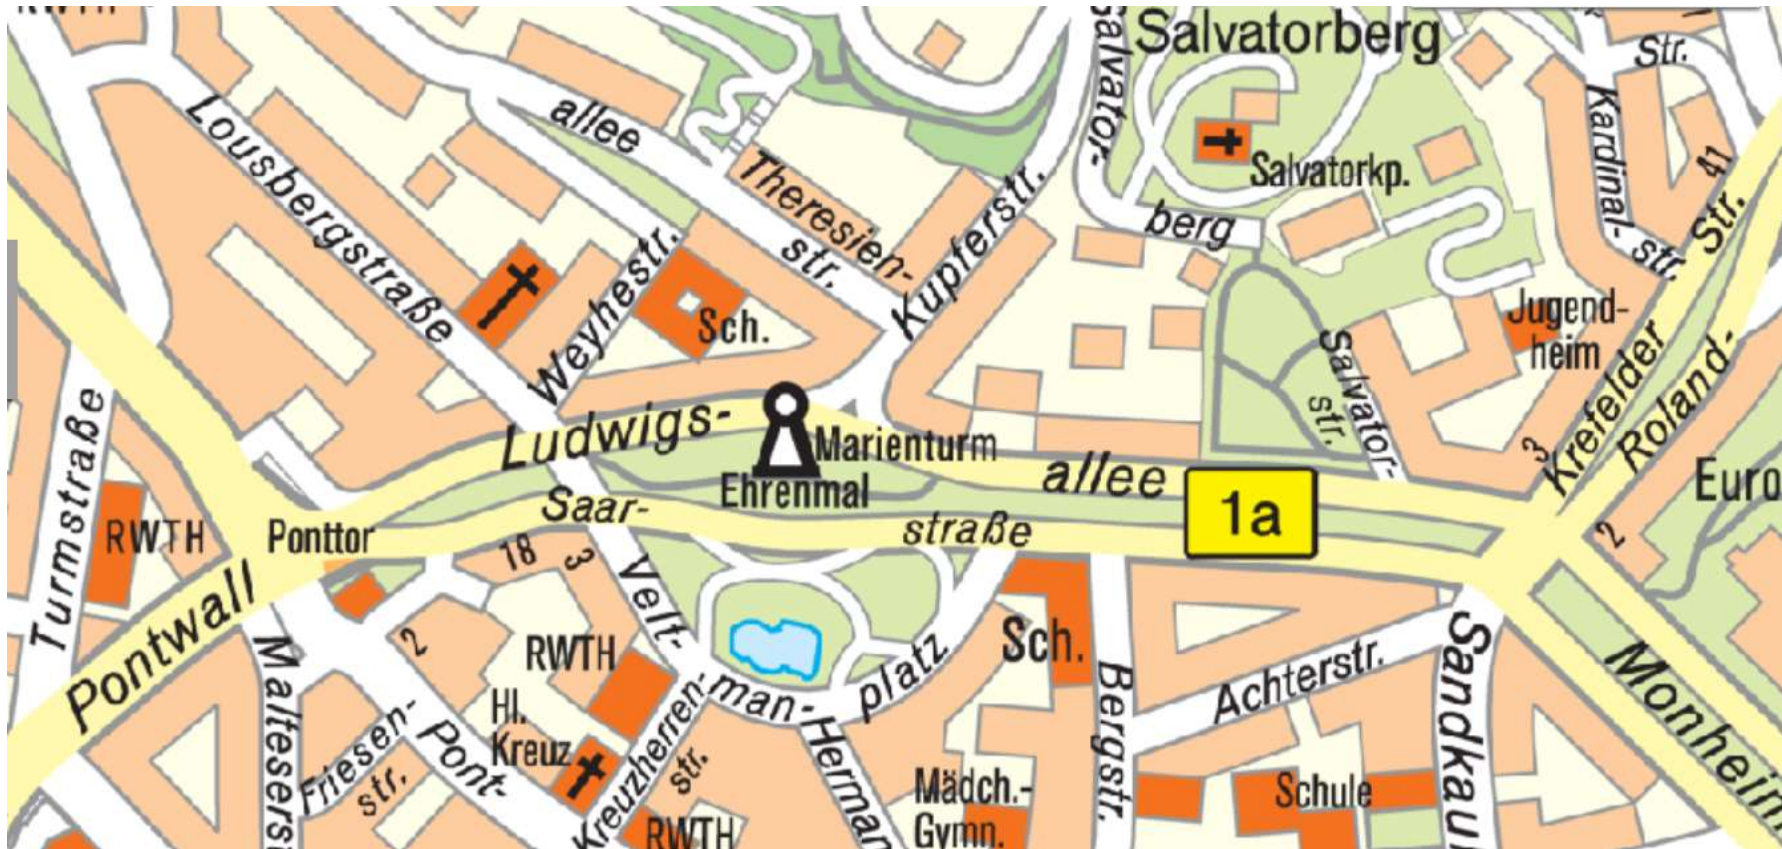 RWTH
Salvatorberg
Str.
Salvator-
berg
Salvatorkp.
Kardinal-
str.
41
allee
Lousbergstraße
Theresien-
str.
Kupferstr.
Weyhestr.
Sch.
Jugend-
heim
Salvator-
str.
Krefelder Str.
3
Roland-
Ludwigs-
allee
Marienturm
Ehrenmal
1a
Euro
2
Turmstraße
RWTH
Ponttor
Saar-
straße
18
3
Pontwall
Velt-
man-
platz
2
RWTH
Sch.
Achterstr.
Bergstr.
Sandkaul
Monheim
Malteserst
Friesen-
str.
Pont-
Hl.
Kreuz
Kreuzherren-
str.
Herman
Mädch.-
Gymn.
Schule
RWTH